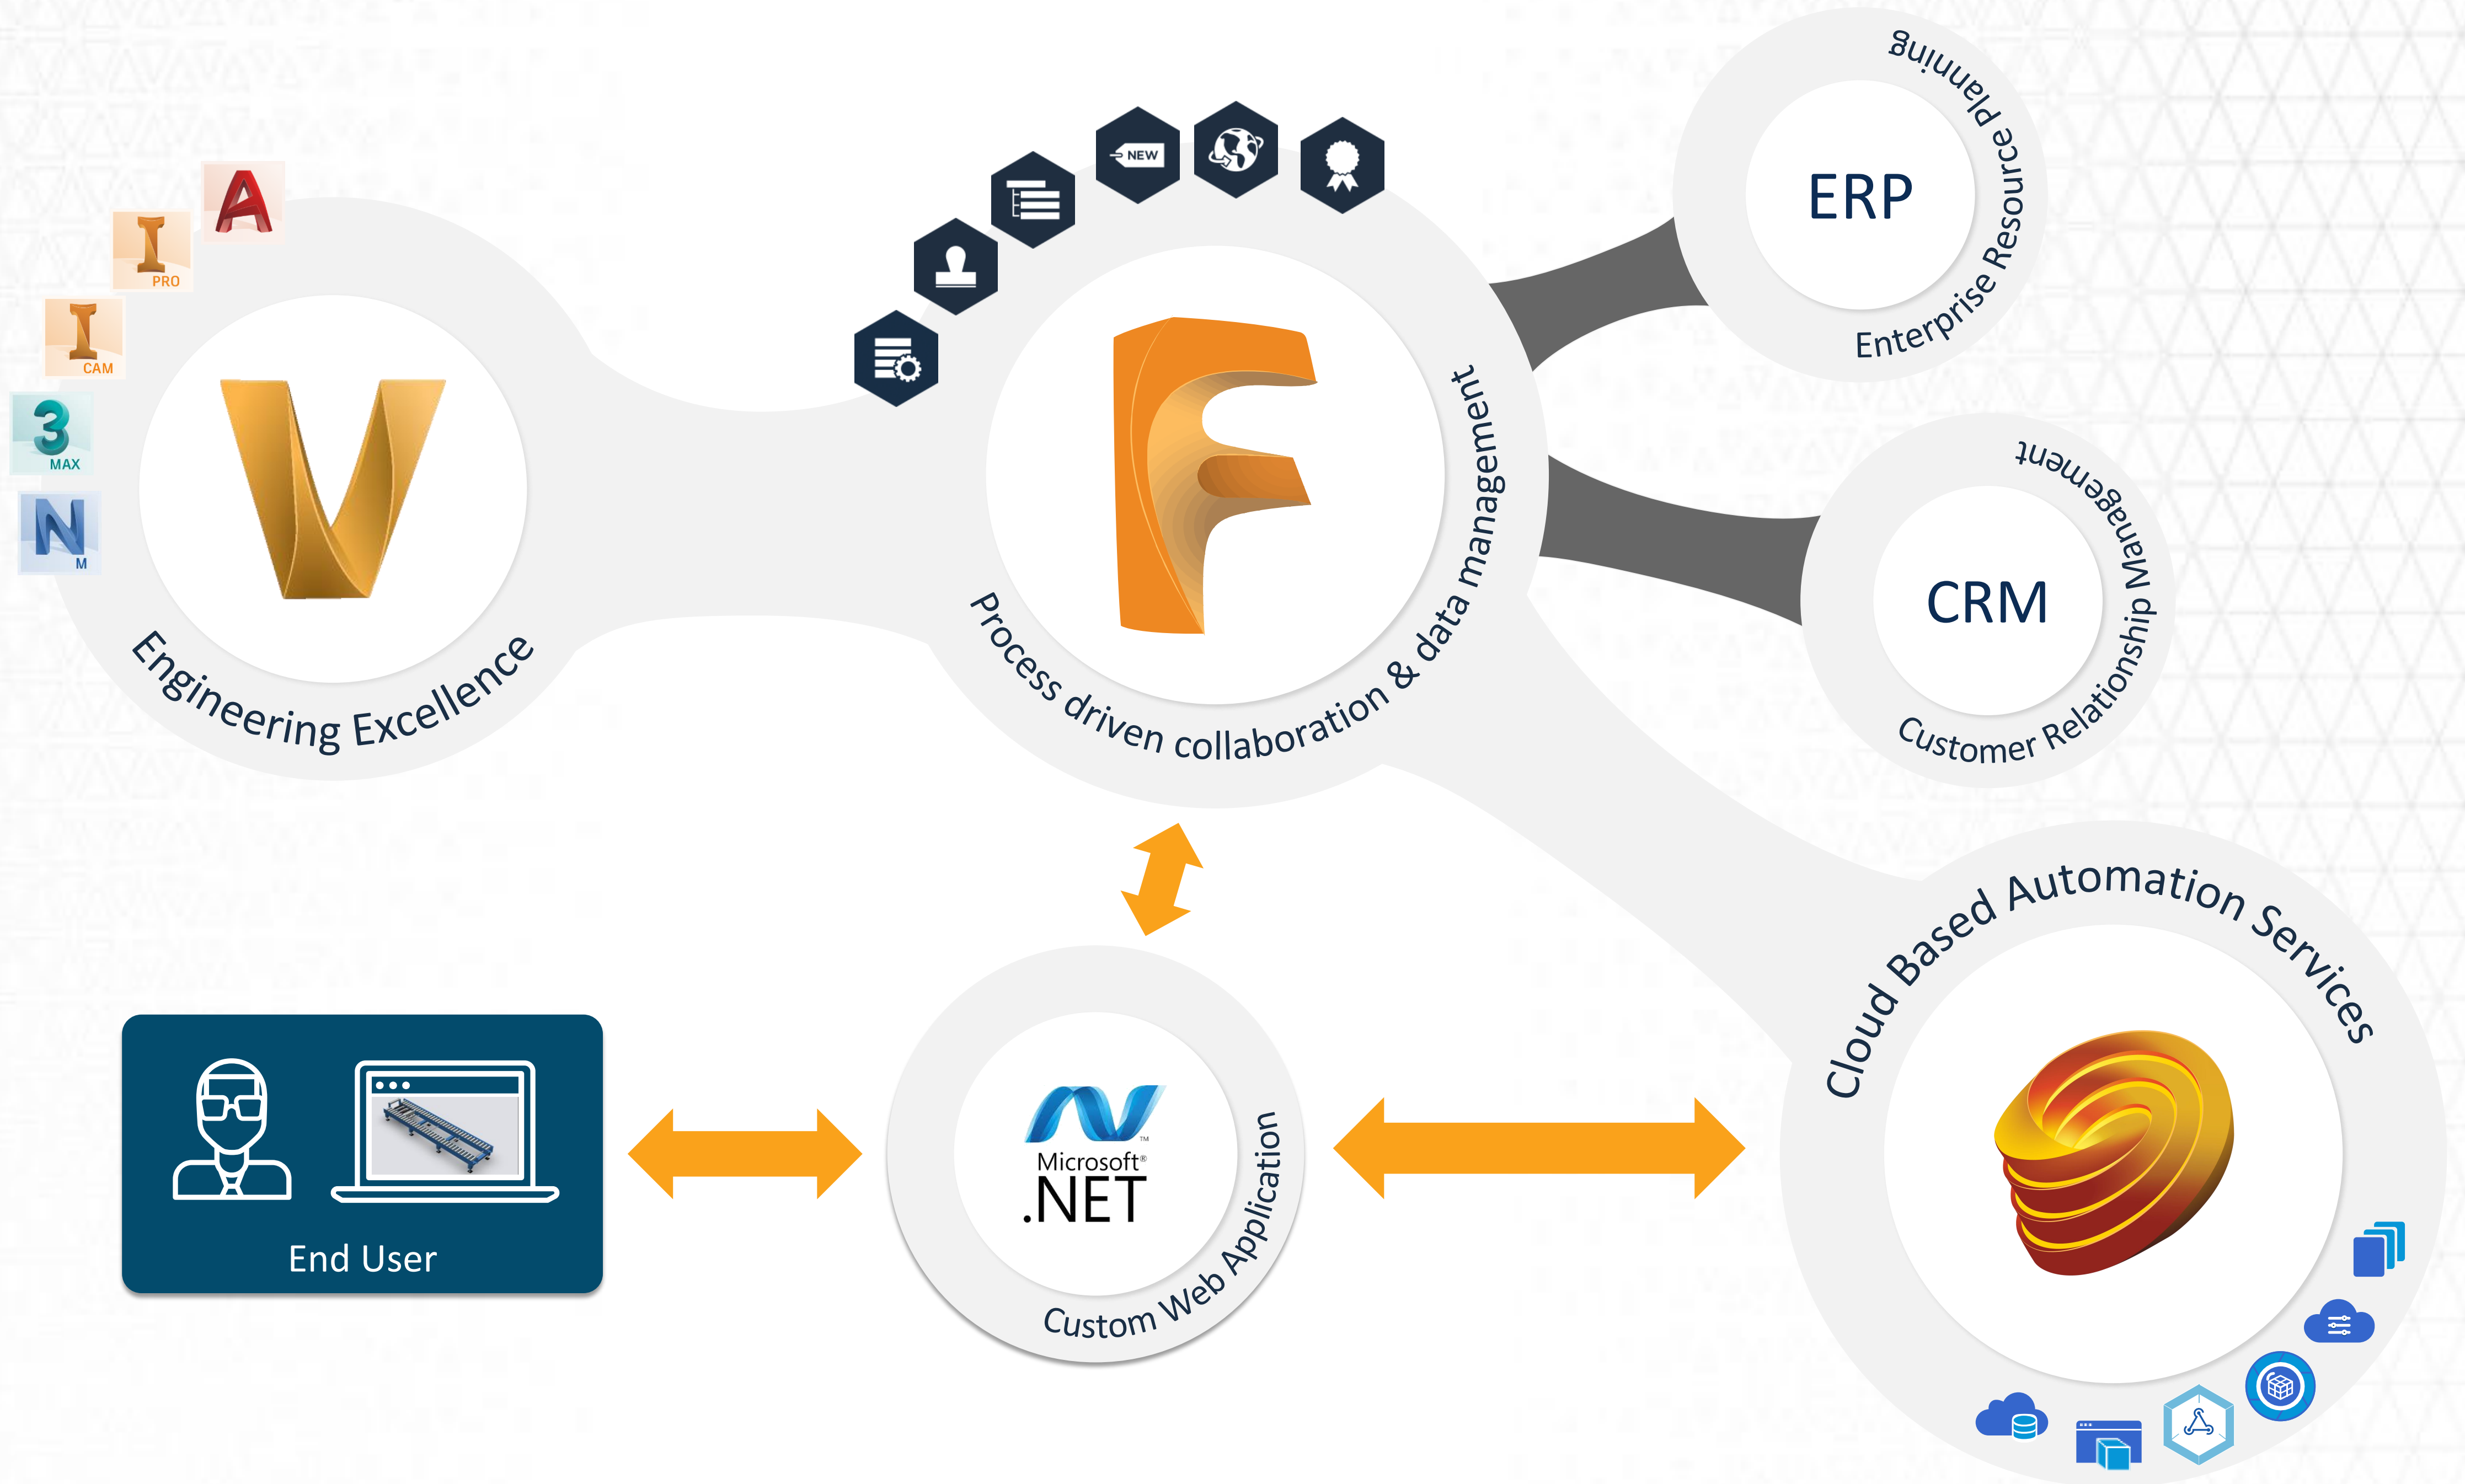 A
I
PRO
I
CAM
3
MAX
N
M
V
Engineering Excellence
NEW
F
Process driven collaboration & data management
ERP
Enterprise Resource Planning
CRM
Customer Relationship Management
Cloud Based Automation Services
End User
TM
Microsoft®
.NET
Custom Web Application